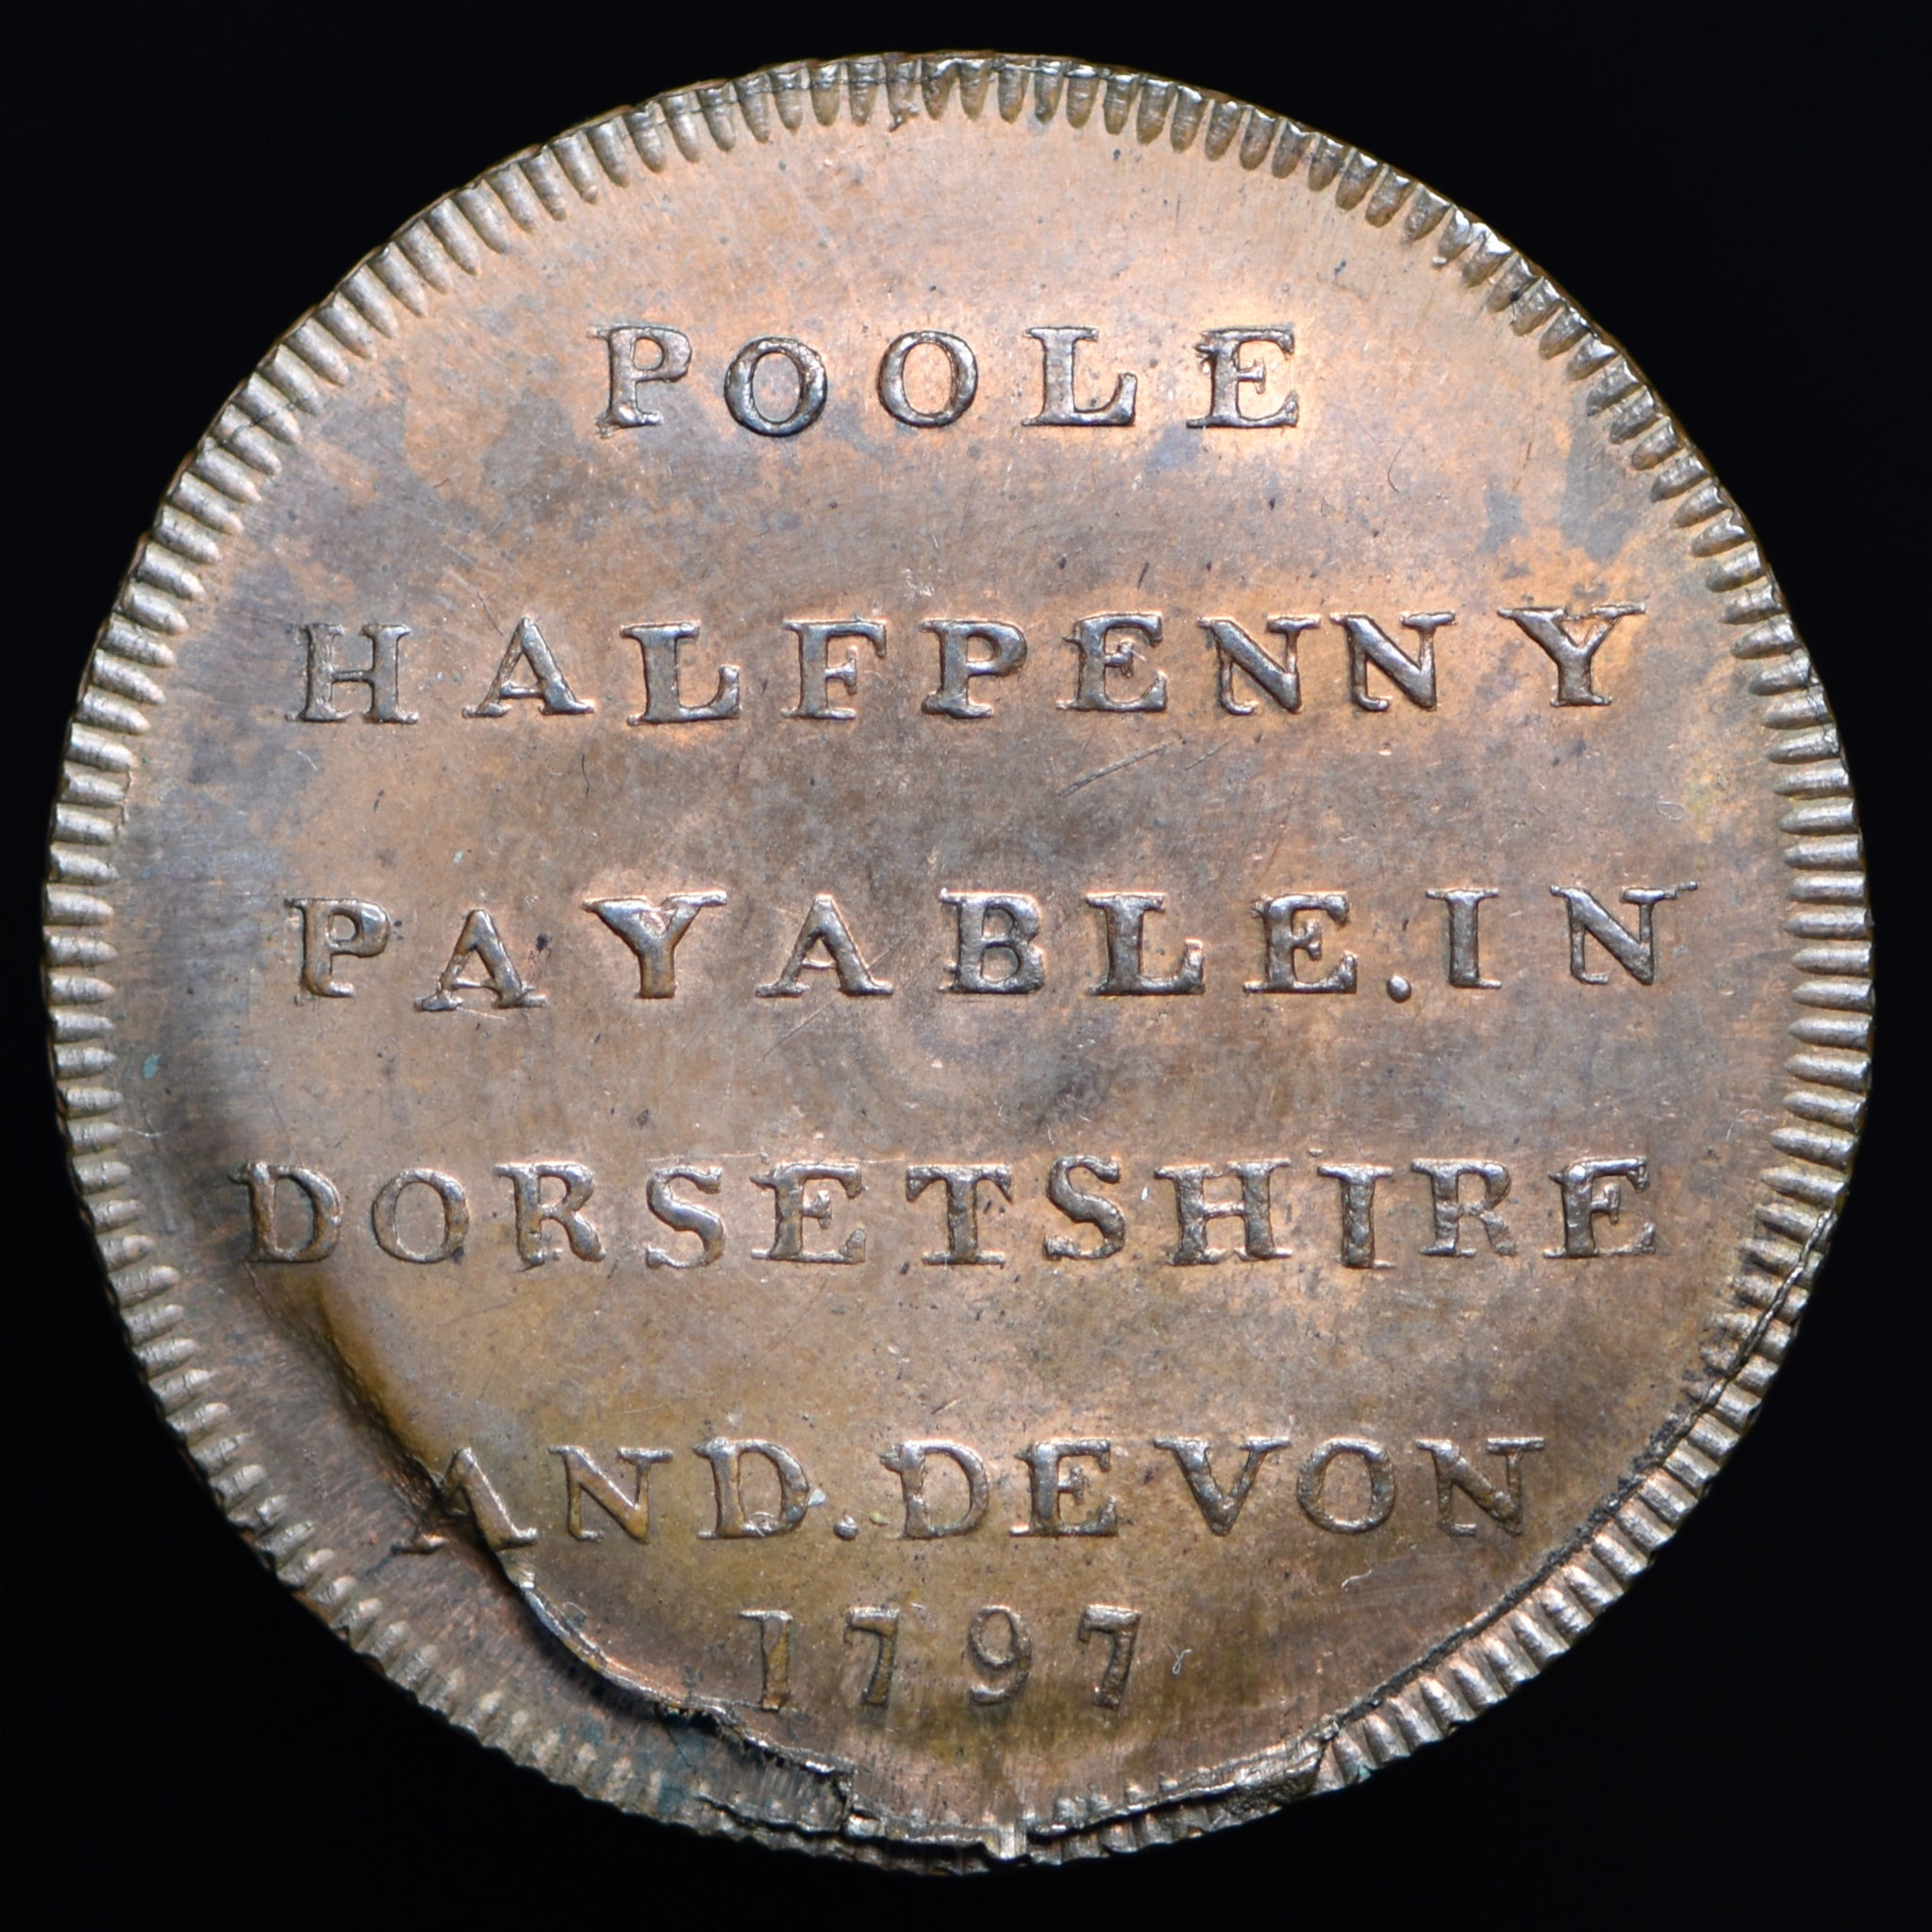 POOLE
HALFPENNY
PAYABLE.IN
DORSETSHIRE
AND.DEVON
1797